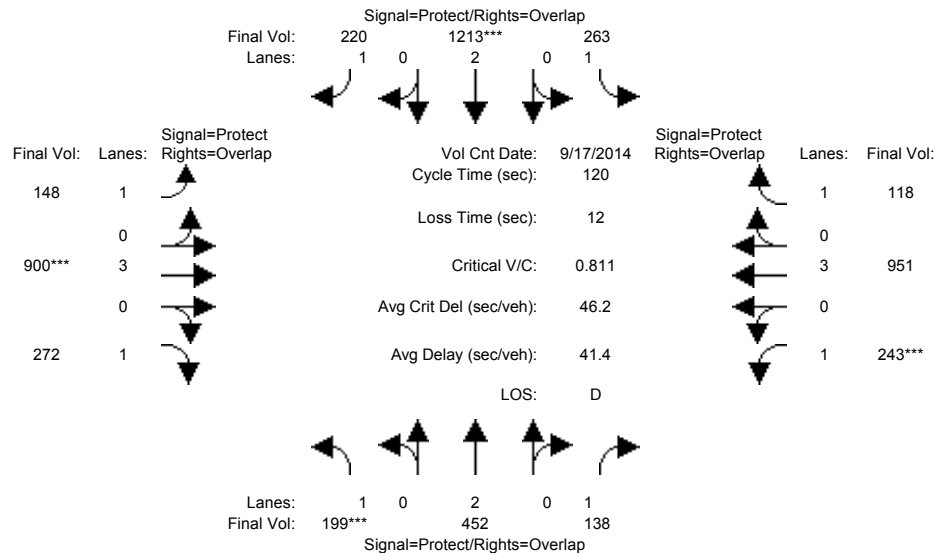 Signal=Protect/Rights=Overlap
Final Vol: 220 1213*** 263
Lanes: 1 0 2 0 1
Signal=Protect Signal=Protect
Final Vol: Lanes: Rights=Overlap Vol Cnt Date: 9/17/2014 Rights=Overlap Lanes: Final Vol:
Cycle Time (sec): 120
148 1 1 118
Loss Time (sec): 12
0 0
900*** 3 Critical V/C: 0.811 3 951
0 Avg Crit Del (sec/veh): 46.2 0
272 1 Avg Delay (sec/veh): 41.4 1 243***
LOS: D
Lanes: 1 0 2 0 1
Final Vol: 199*** 452 138
Signal=Protect/Rights=Overlap